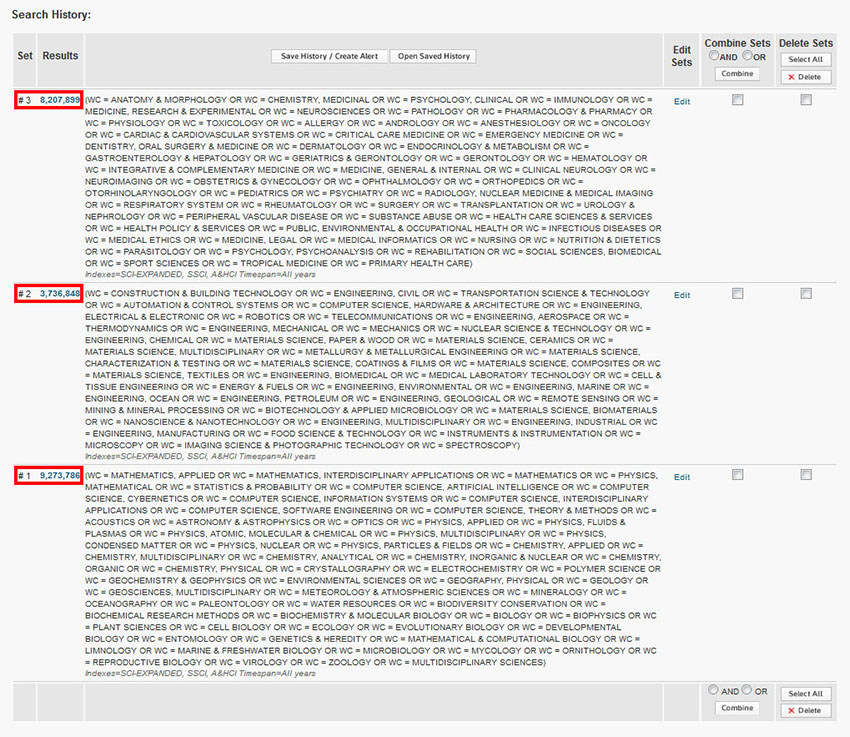 Search History:
Set Results Save History / Create Alert Open Saved History Edit Sets Combine Sets AND OR Combine Delete Sets Select All Delete
# 3 8,207,899 (WC = ANATOMY & MORPHOLOGY OR WC = CHEMISTRY, MEDICINAL OR WC = PSYCHOLOGY, CLINICAL OR WC = IMMUNOLOGY OR WC = Edit
MEDICINE, RESEARCH & EXPERIMENTAL OR WC = NEUROSCIENCES OR WC = PATHOLOGY OR WC = PHARMACOLOGY & PHARMACY OR
WC = PHYSIOLOGY OR WC = TOXICOLOGY OR WC = ALLERGY OR WC = ANDROLOGY OR WC = ANESTHESIOLOGY OR WC = ONCOLOGY
OR WC = CARDIAC & CARDIOVASCULAR SYSTEMS OR WC = CRITICAL CARE MEDICINE OR WC = EMERGENCY MEDICINE OR WC =
DENTISTRY, ORAL SURGERY & MEDICINE OR WC = DERMATOLOGY OR WC = ENDOCRINOLOGY & METABOLISM OR WC =
GASTROENTEROLOGY & HEPATOLOGY OR WC = GERIATRICS & GERONTOLOGY OR WC = GERONTOLOGY OR WC = HEMATOLOGY OR
WC = INTEGRATIVE & COMPLEMENTARY MEDICINE OR WC = MEDICINE, GENERAL & INTERNAL OR WC = CLINICAL NEUROLOGY OR WC =
NEUROIMAGING OR WC = OBSTETRICS & GYNECOLOGY OR WC = OPHTHALMOLOGY OR WC = ORTHOPEDICS OR WC =
OTORHINOLARYNGOLOGY OR WC = PEDIATRICS OR WC = PSYCHIATRY OR WC = RADIOLOGY, NUCLEAR MEDICINE & MEDICAL IMAGING
OR WC = RESPIRATORY SYSTEM OR WC = RHEUMATOLOGY OR WC = SURGERY OR WC = TRANSPLANTATION OR WC = UROLOGY &
NEPHROLOGY OR WC = PERIPHERAL VASCULAR DISEASE OR WC = SUBSTANCE ABUSE OR WC = HEALTH CARE SCIENCES & SERVICES
OR WC = HEALTH POLICY & SERVICES OR WC = PUBLIC, ENVIRONMENTAL & OCCUPATIONAL HEALTH OR WC = INFECTIOUS DISEASES OR
WC = MEDICAL ETHICS OR WC = MEDICINE, LEGAL OR WC = MEDICAL INFORMATICS OR WC = NURSING OR WC = NUTRITION & DIETETICS
OR WC = PARASITOLOGY OR WC = PSYCHOLOGY, PSYCHOANALYSIS OR WC = REHABILITATION OR WC = SOCIAL SCIENCES, BIOMEDICAL
OR WC = SPORT SCIENCES OR WC = TROPICAL MEDICINE OR WC = PRIMARY HEALTH CARE)
Indexes=SCI-EXPANDED, SSCI, A&HCI Timespan=All years
# 2 3,736,848 (WC = CONSTRUCTION & BUILDING TECHNOLOGY OR WC = ENGINEERING, CIVIL OR WC = TRANSPORTATION SCIENCE & TECHNOLOGY Edit
OR WC = AUTOMATION & CONTROL SYSTEMS OR WC = COMPUTER SCIENCE, HARDWARE & ARCHITECTURE OR WC = ENGINEERING,
ELECTRICAL & ELECTRONIC OR WC = ROBOTICS OR WC = TELECOMMUNICATIONS OR WC = ENGINEERING, AEROSPACE OR WC =
THERMODYNAMICS OR WC = ENGINEERING, MECHANICAL OR WC = MECHANICS OR WC = NUCLEAR SCIENCE & TECHNOLOGY OR WC =
ENGINEERING, CHEMICAL OR WC = MATERIALS SCIENCE, PAPER & WOOD OR WC = MATERIALS SCIENCE, CERAMICS OR WC =
MATERIALS SCIENCE, MULTIDISCIPLINARY OR WC = METALLURGY & METALLURGICAL ENGINEERING OR WC = MATERIALS SCIENCE,
CHARACTERIZATION & TESTING OR WC = MATERIALS SCIENCE, COATINGS & FILMS OR WC = MATERIALS SCIENCE, COMPOSITES OR WC
= MATERIALS SCIENCE, TEXTILES OR WC = ENGINEERING, BIOMEDICAL OR WC = MEDICAL LABORATORY TECHNOLOGY OR WC = CELL &
TISSUE ENGINEERING OR WC = ENERGY & FUELS OR WC = ENGINEERING, ENVIRONMENTAL OR WC = ENGINEERING, MARINE OR WC =
ENGINEERING, OCEAN OR WC = ENGINEERING, PETROLEUM OR WC = ENGINEERING, GEOLOGICAL OR WC = REMOTE SENSING OR WC =
MINING & MINERAL PROCESSING OR WC = BIOTECHNOLOGY & APPLIED MICROBIOLOGY OR WC = MATERIALS SCIENCE, BIOMATERIALS
OR WC = NANOSCIENCE & NANOTECHNOLOGY OR WC = ENGINEERING, MULTIDISCIPLINARY OR WC = ENGINEERING, INDUSTRIAL OR WC
= ENGINEERING, MANUFACTURING OR WC = FOOD SCIENCE & TECHNOLOGY OR WC = INSTRUMENTS & INSTRUMENTATION OR WC =
MICROSCOPY OR WC = IMAGING SCIENCE & PHOTOGRAPHIC TECHNOLOGY OR WC = SPECTROSCOPY)
Indexes=SCI-EXPANDED, SSCI, A&HCI Timespan=All years
# 1 9,273,786 (WC = MATHEMATICS, APPLIED OR WC = MATHEMATICS, INTERDISCIPLINARY APPLICATIONS OR WC = MATHEMATICS OR WC = PHYSICS, Edit
MATHEMATICAL OR WC = STATISTICS & PROBABILITY OR WC = COMPUTER SCIENCE, ARTIFICIAL INTELLIGENCE OR WC = COMPUTER
SCIENCE, CYBERNETICS OR WC = COMPUTER SCIENCE, INFORMATION SYSTEMS OR WC = COMPUTER SCIENCE, INTERDISCIPLINARY
APPLICATIONS OR WC = COMPUTER SCIENCE, SOFTWARE ENGINEERING OR WC = COMPUTER SCIENCE, THEORY & METHODS OR WC =
ACOUSTICS OR WC = ASTRONOMY & ASTROPHYSICS OR WC = OPTICS OR WC = PHYSICS, APPLIED OR WC = PHYSICS, FLUIDS &
PLASMAS OR WC = PHYSICS, ATOMIC, MOLECULAR & CHEMICAL OR WC = PHYSICS, MULTIDISCIPLINARY OR WC = PHYSICS,
CONDENSED MATTER OR WC = PHYSICS, NUCLEAR OR WC = PHYSICS, PARTICLES & FIELDS OR WC = CHEMISTRY, APPLIED OR WC =
CHEMISTRY, MULTIDISCIPLINARY OR WC = CHEMISTRY, ANALYTICAL OR WC = CHEMISTRY, INORGANIC & NUCLEAR OR WC = CHEMISTRY,
ORGANIC OR WC = CHEMISTRY, PHYSICAL OR WC = CRYSTALLOGRAPHY OR WC = ELECTROCHEMISTRY OR WC = POLYMER SCIENCE OR
WC = GEOCHEMISTRY & GEOPHYSICS OR WC = ENVIRONMENTAL SCIENCES OR WC = GEOGRAPHY, PHYSICAL OR WC = GEOLOGY OR
WC = GEOSCIENCES, MULTIDISCIPLINARY OR WC = METEOROLOGY & ATMOSPHERIC SCIENCES OR WC = MINERALOGY OR WC =
OCEANOGRAPHY OR WC = PALEONTOLOGY OR WC = WATER RESOURCES OR WC = BIODIVERSITY CONSERVATION OR WC =
BIOCHEMICAL RESEARCH METHODS OR WC = BIOCHEMISTRY & MOLECULAR BIOLOGY OR WC = BIOLOGY OR WC = BIOPHYSICS OR WC
= PLANT SCIENCES OR WC = CELL BIOLOGY OR WC = ECOLOGY OR WC = EVOLUTIONARY BIOLOGY OR WC = DEVELOPMENTAL
BIOLOGY OR WC = ENTOMOLOGY OR WC = GENETICS & HEREDITY OR WC = MATHEMATICAL & COMPUTATIONAL BIOLOGY OR WC =
LIMNOLOGY OR WC = MARINE & FRESHWATER BIOLOGY OR WC = MICROBIOLOGY OR WC = MYCOLOGY OR WC = ORNITHOLOGY OR WC
= REPRODUCTIVE BIOLOGY OR WC = VIROLOGY OR WC = ZOOLOGY OR WC = MULTIDISCIPLINARY SCIENCES)
Indexes=SCI-EXPANDED, SSCI, A&HCI Timespan=All years
AND OR Select All
Combine Delete